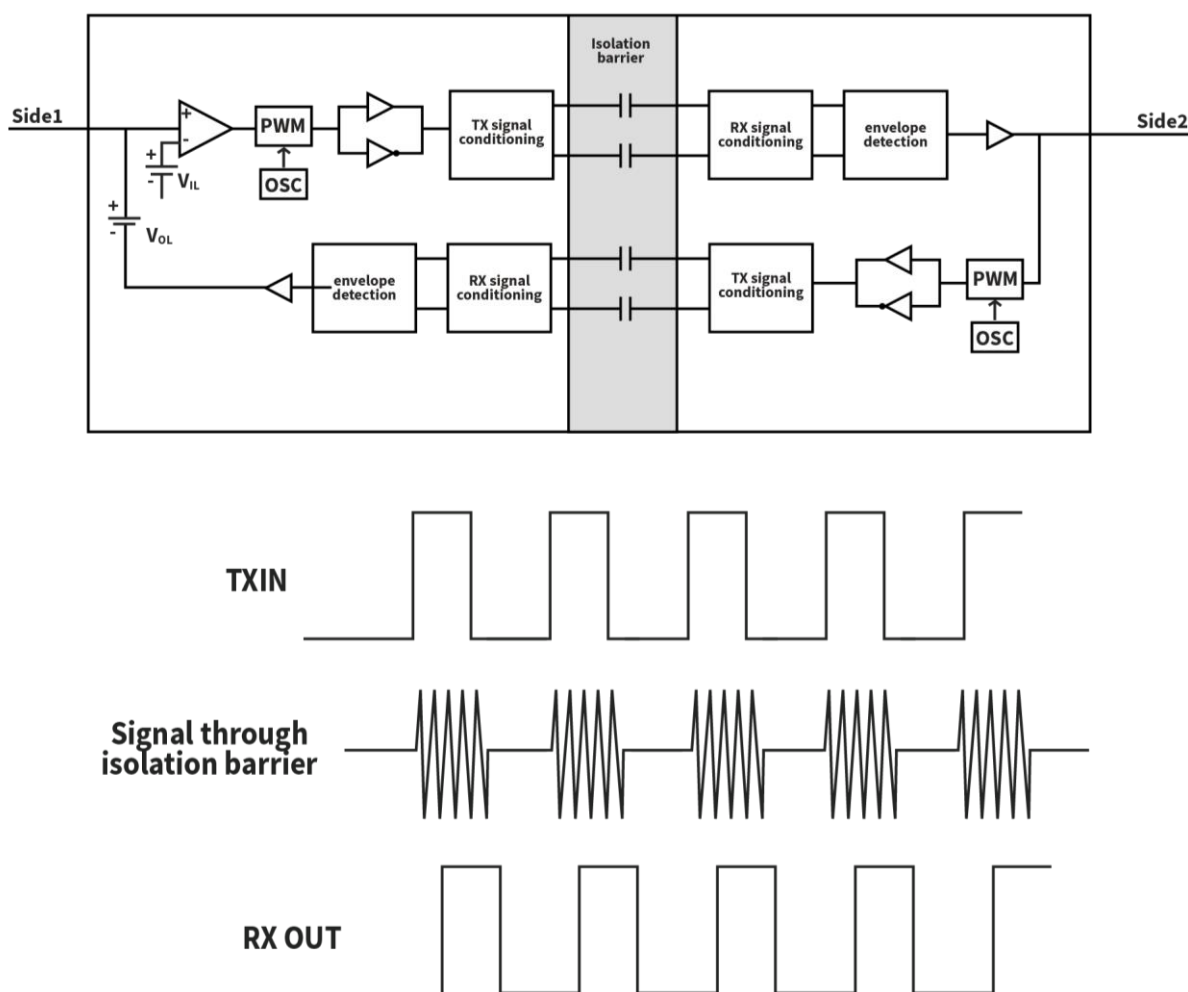 Isolation
barrier
Side1
+
-
PWM
OSC
+
-
VIL
+
-
VOL
TX signal
conditioning
RX signal
conditioning
envelope
detection
Side2
envelope
detection
RX signal
conditioning
TX signal
conditioning
PWM
OSC
TXIN
Signal through
isolation barrier
RX OUT